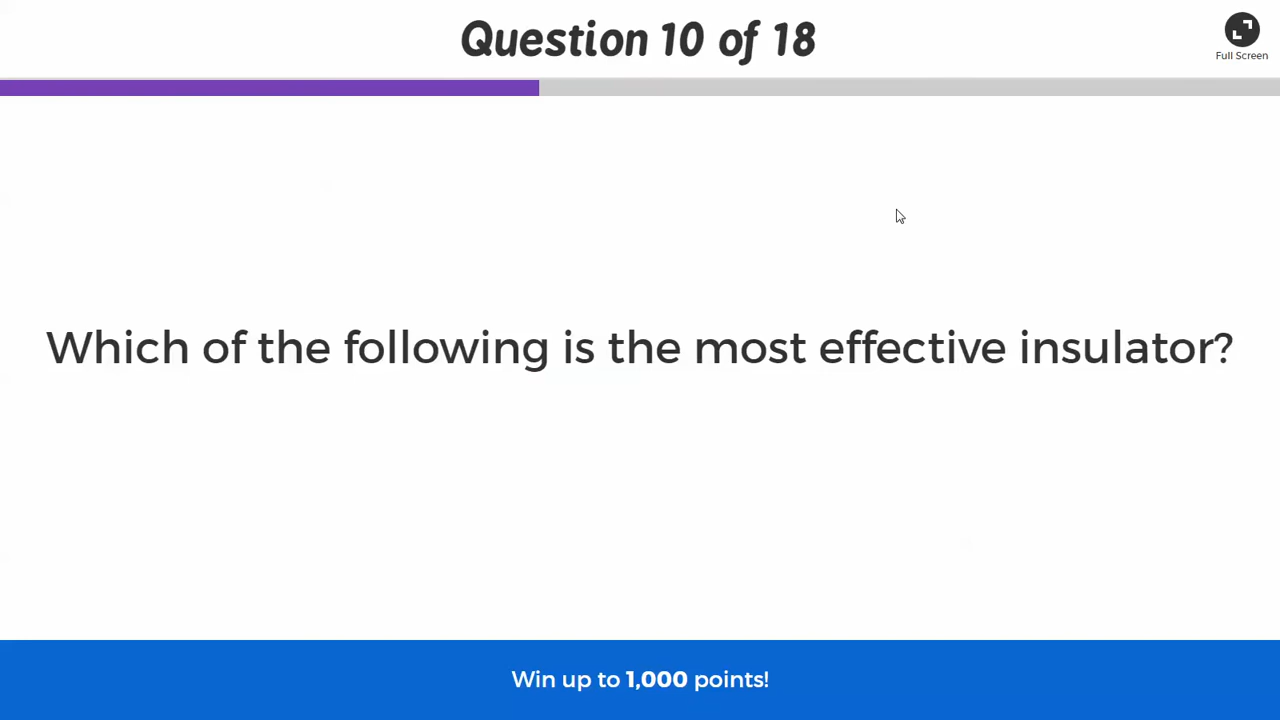 Question 10 of 18
Full Screen
Which of the following is the most effective insulator?
Win up to 1,000 points!